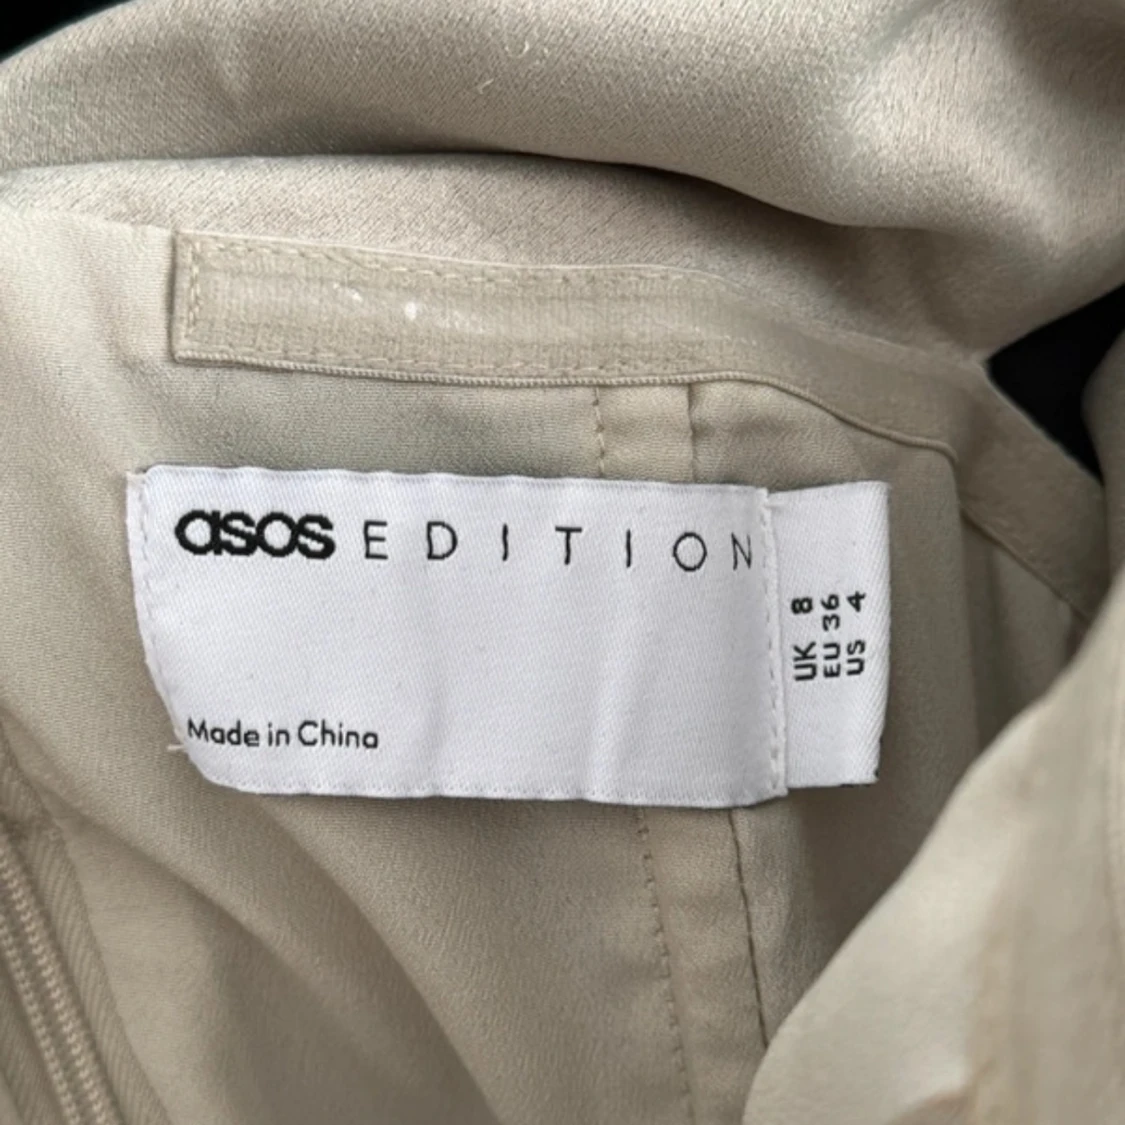 asos EDITION
Made in China
UK 8
EU 36
US 4